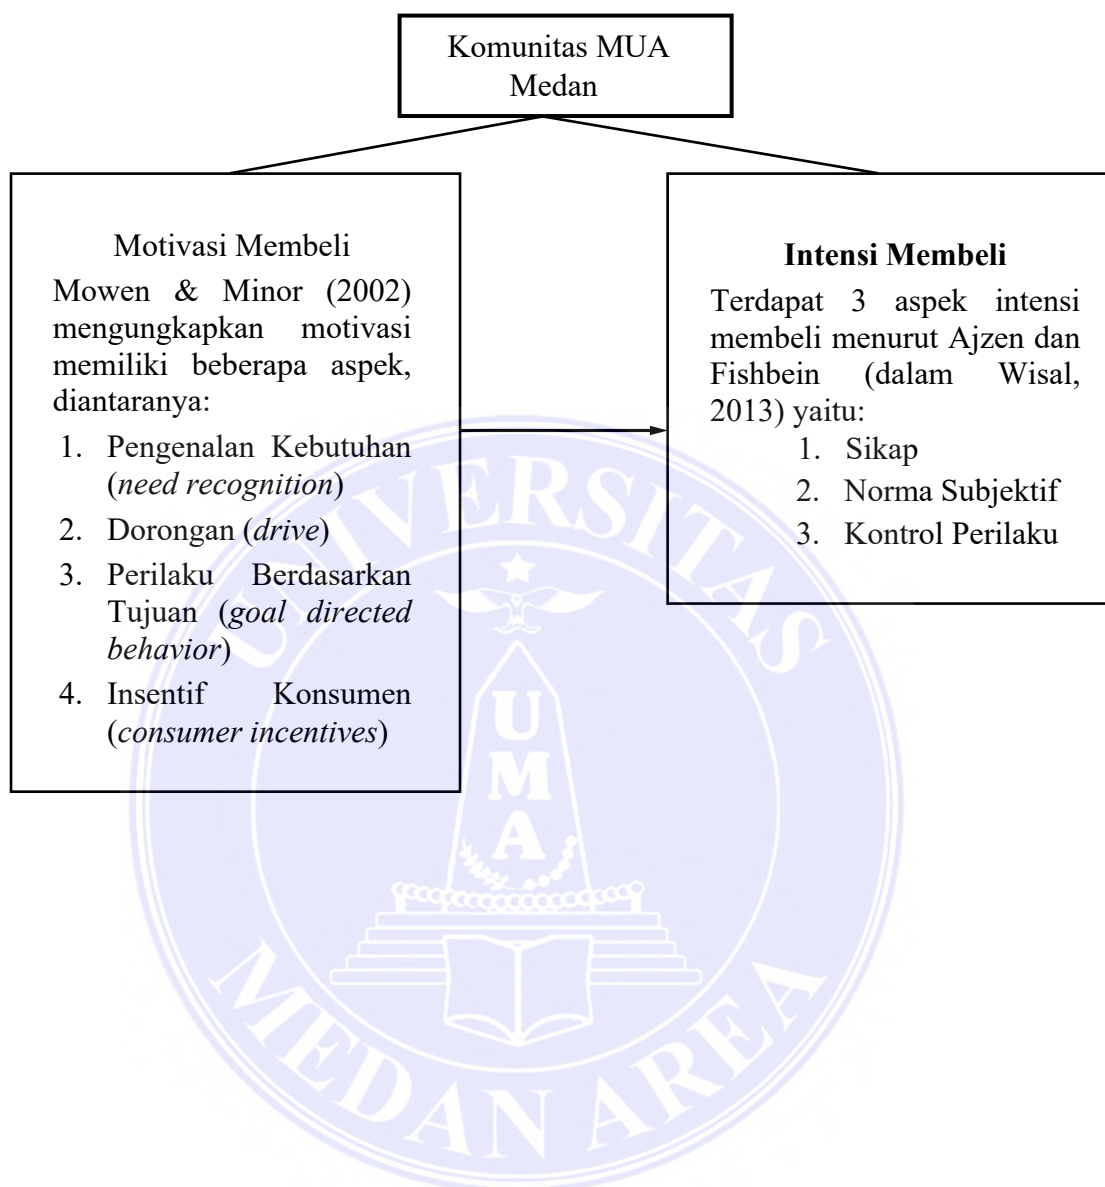 Komunitas MUA
Medan
Motivasi Membeli
Mowen & Minor (2002)
mengungkapkan motivasi
memiliki beberapa aspek,
diantaranya:
1. Pengenalan Kebutuhan
(need recognition)
2. Dorongan (drive)
3. Perilaku Berdasarkan
Tujuan (goal directed
behavior)
4. Insentif Konsumen
(consumer incentives)
Intensi Membeli
Terdapat 3 aspek intensi
membeli menurut Ajzen dan
Fishbein (dalam Wisal,
2013) yaitu:
1. Sikap
2. Norma Subjektif
3. Kontrol Perilaku
UNIVERSITAS
UMA
MEDAN AREA